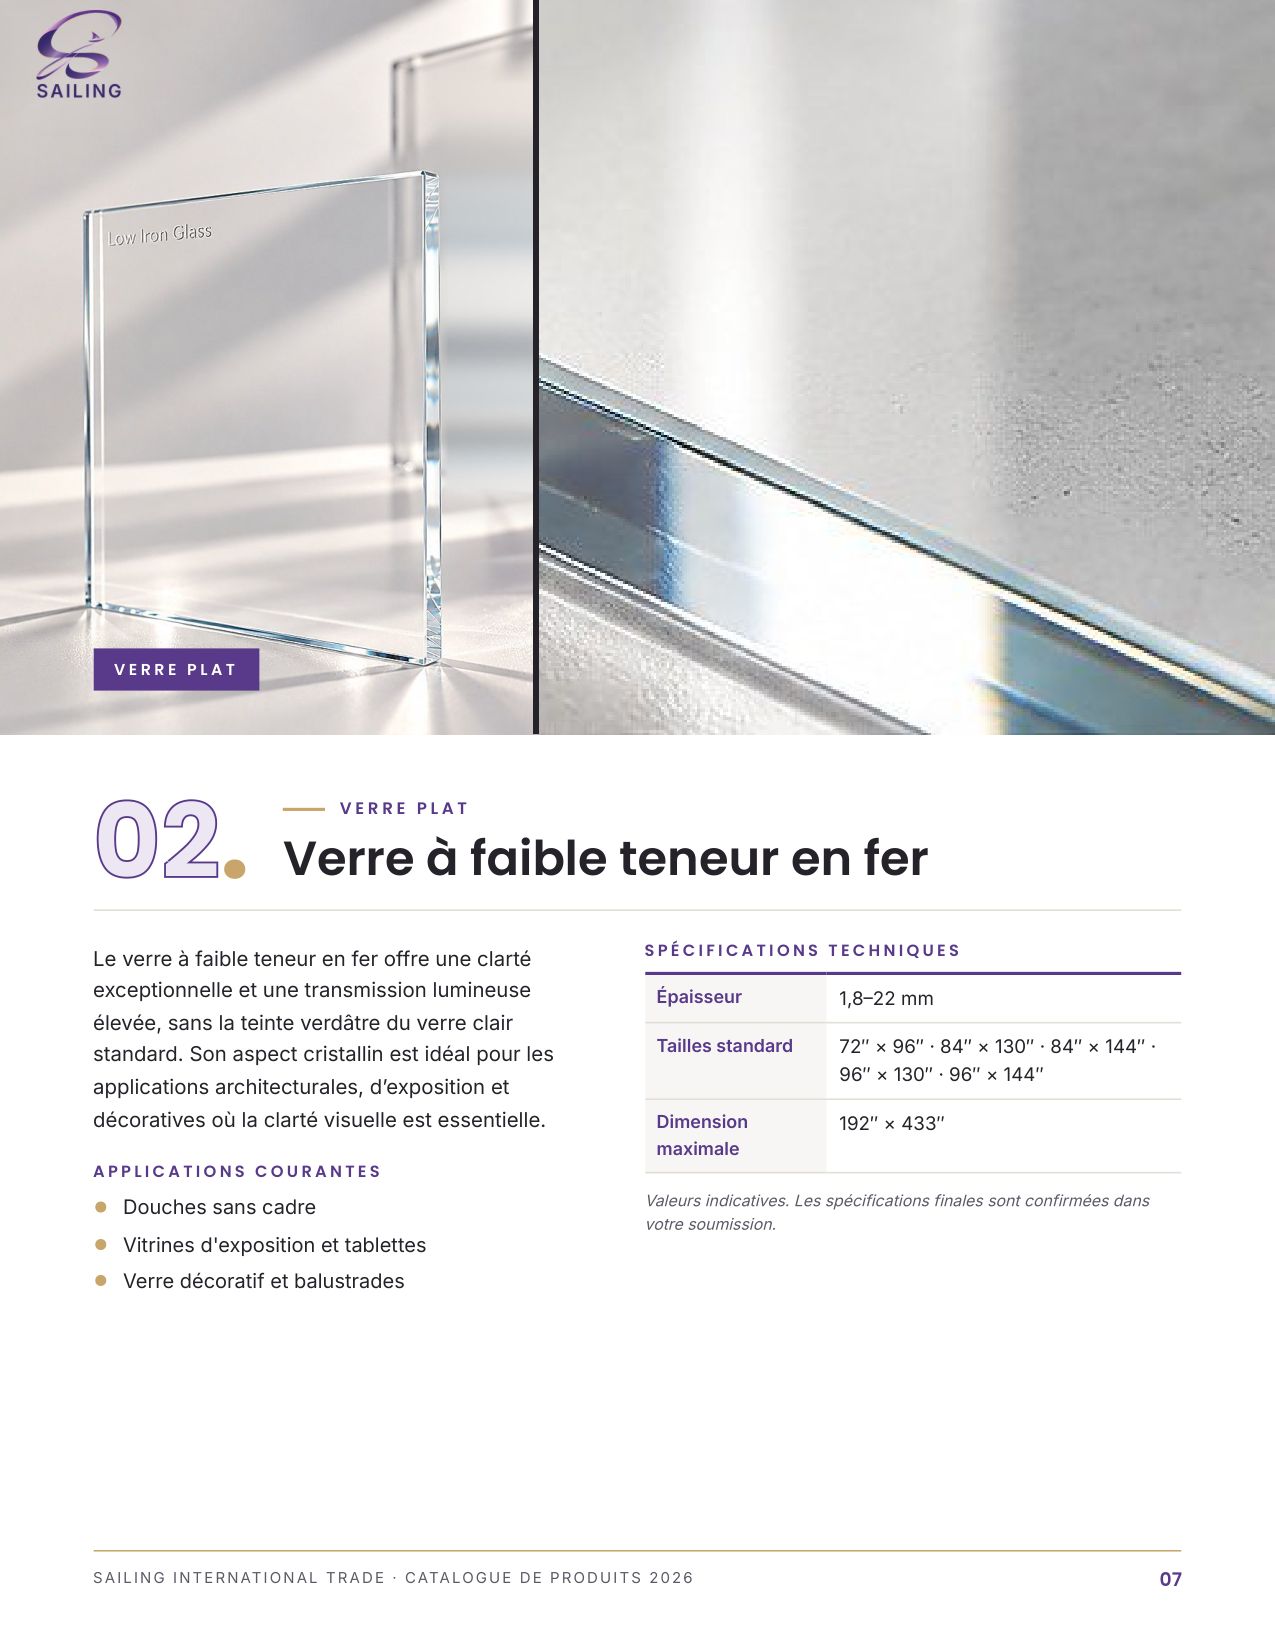 SAILING
Low Iron Glass
VERRE PLAT
02.
VERRE PLAT
Verre à faible teneur en fer
Le verre à faible teneur en fer offre une clarté
exceptionnelle et une transmission lumineuse
élevée, sans la teinte verdâtre du verre clair
standard. Son aspect cristallin est idéal pour les
applications architecturales, d’exposition et
décoratives où la clarté visuelle est essentielle.
APPLICATIONS COURANTES
Douches sans cadre
Vitrines d'exposition et tablettes
Verre décoratif et balustrades
SPÉCIFICATIONS TECHNIQUES
Épaisseur 1,8–22 mm
Tailles standard 72″ × 96″ · 84″ × 130″ · 84″ × 144″ ·
96″ × 130″ · 96″ × 144″
Dimension 192″ × 433″
maximale
Valeurs indicatives. Les spécifications finales sont confirmées dans
votre soumission.
SAILING INTERNATIONAL TRADE · CATALOGUE DE PRODUITS 2026
07